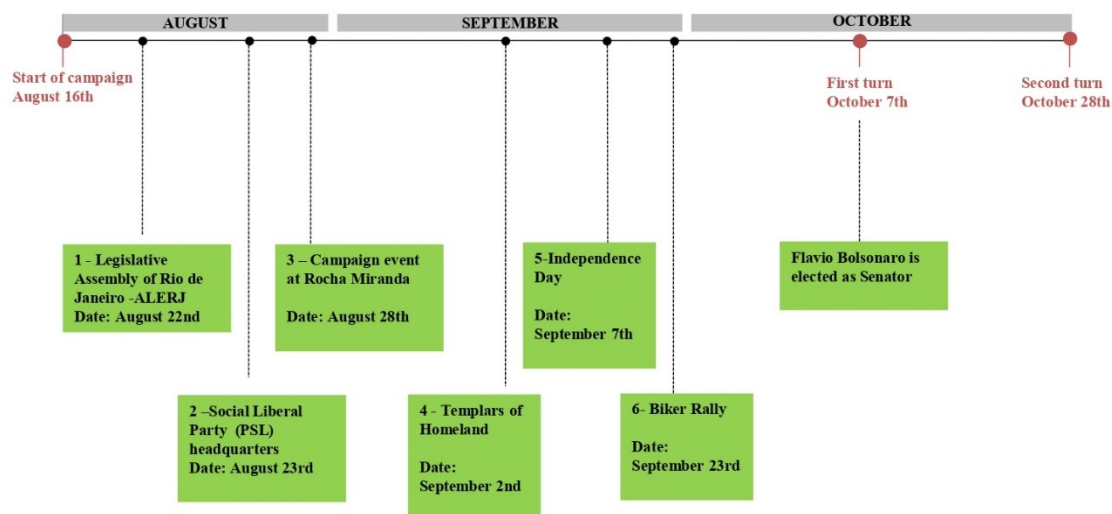 AUGUST
SEPTEMBER
OCTOBER
Start of campaign
August 16th
First turn
October 7th
Second turn
October 28th
1 - Legislative
Assembly of Rio de
Janeiro -ALERJ
Date: August 22nd
3 – Campaign event
at Rocha Miranda
Date: August 28th
5-Independence
Day
Date:
September 7th
Flavio Bolsonaro is
elected as Senator
2 –Social Liberal
Party (PSL)
headquarters
Date: August 23rd
4 - Templars of
Homeland
Date:
September 2nd
6- Biker Rally
Date:
September 23rd